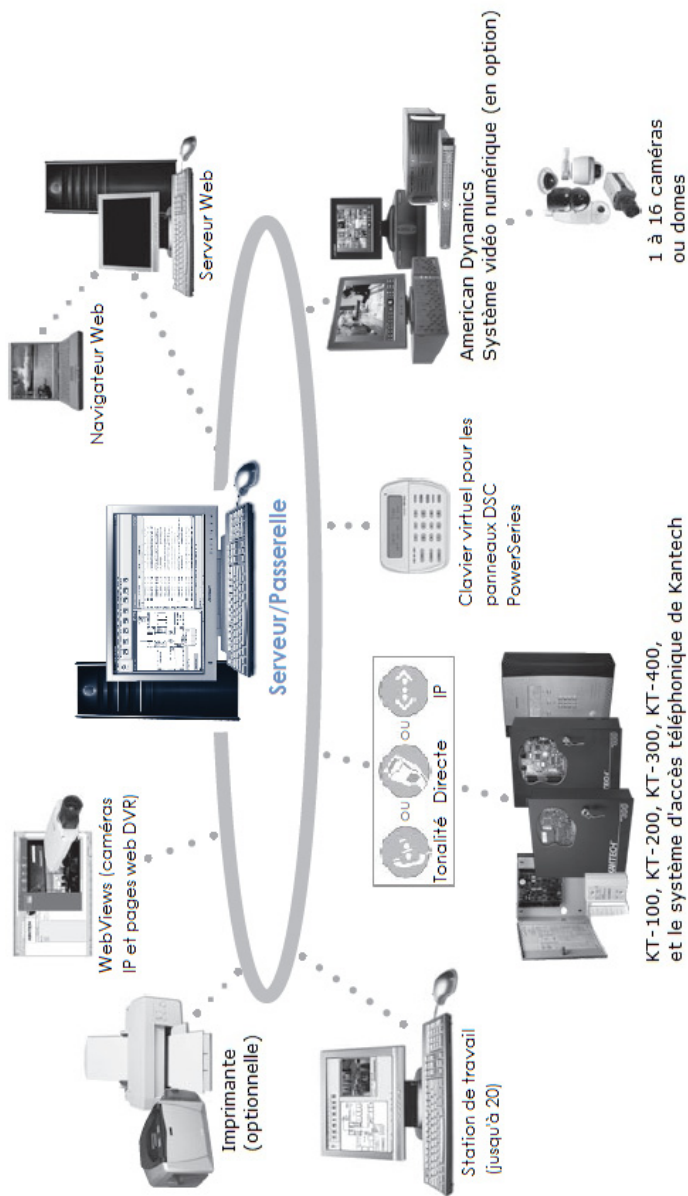 Navigateur Web
Serveur Web
WebViews (caméras
IP et pages web DVR)
Imprimante
(optionnelle)
Serveur/Passerelle
Station de travail
(jusqu'à 20)
ou
ou
Tonalité
Directe
IP
Clavier virtuel pour les
panneaux DSC
PowerSeries
American Dynamics
Système vidéo numérique (en option)
1 à 16 caméras
ou domes
KANTECH
KT-100, KT-200, KT-300, KT-400,
et le système d'accès téléphonique de Kantech